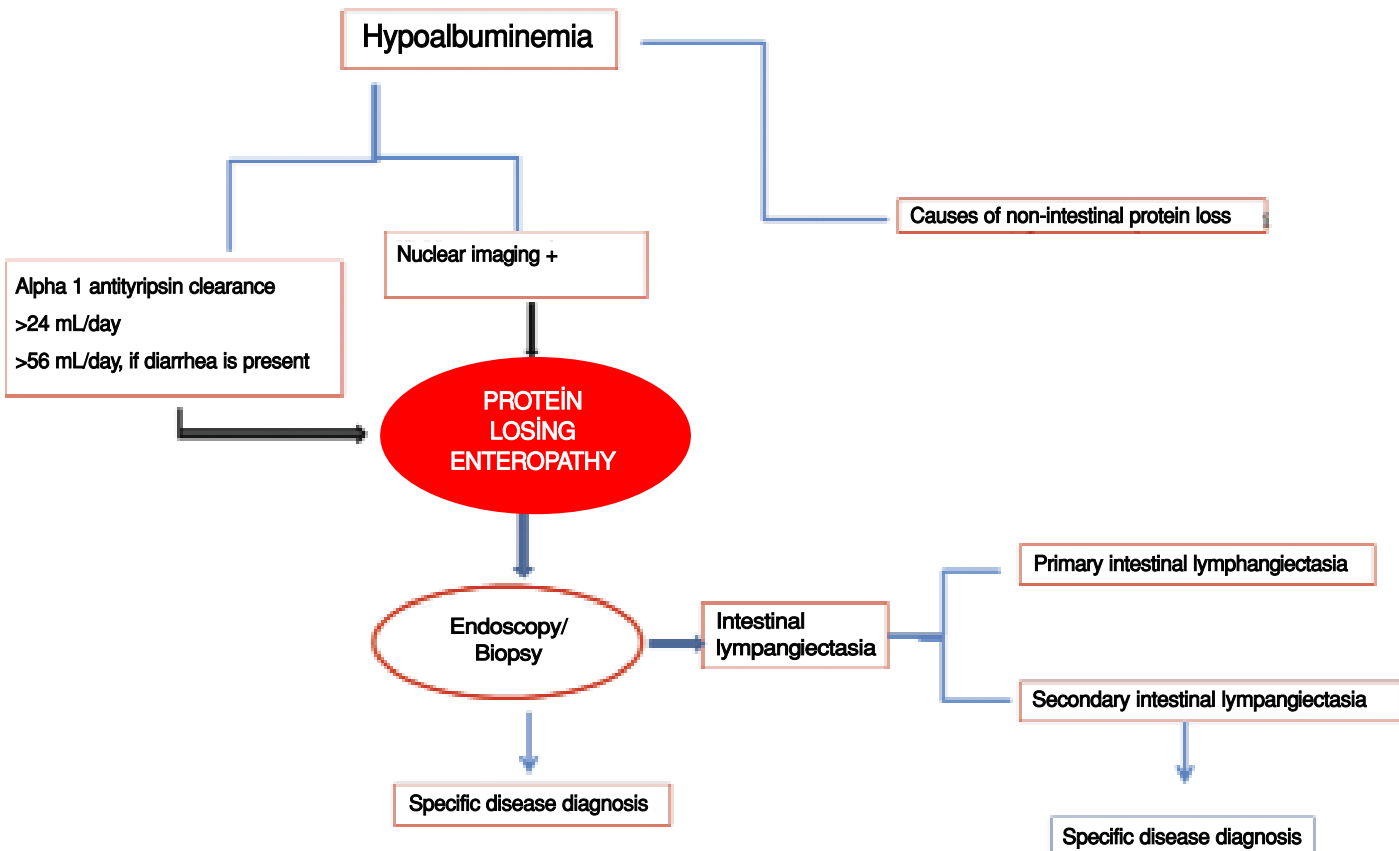 Hypoalbuminemia
Causes of non-intestinal protein loss
Nuclear imaging +
Alpha 1 antityripsin clearance
>24 mL/day
>56 mL/day, if diarrhea is present
PROTEİN
LOSİNG
ENTEROPATHY
Primary intestinal lymphangiectasia
Endoscopy/
Biopsy
Intestinal
lympangiectasia
Secondary intestinal lympangiectasia
Specific disease diagnosis
Specific disease diagnosis